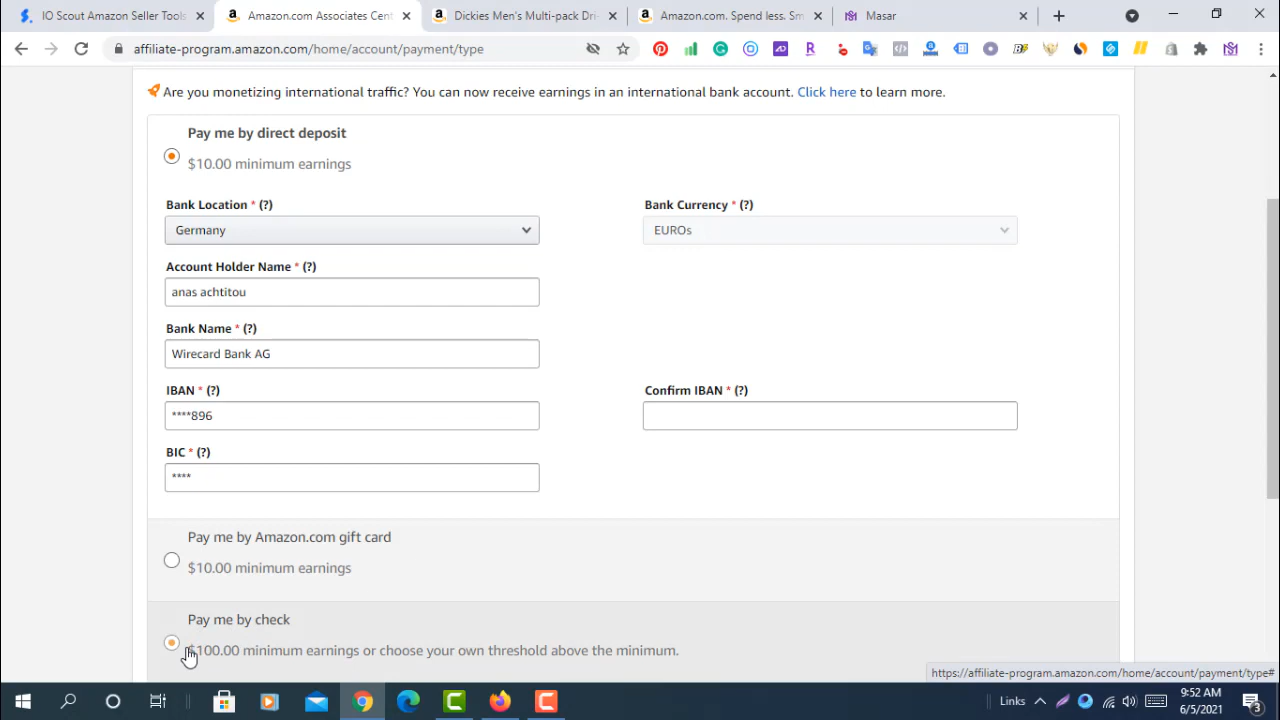 IO Scout Amazon Seller Tools
Amazon.com Associates Cent
Dickies Men's Multi-pack Dri-
Amazon.com. Spend less. Sm
Masar
affiliate-program.amazon.com/home/account/payment/type
Are you monetizing international traffic? You can now receive earnings in an international bank account. Click here to learn more.
Pay me by direct deposit
$10.00 minimum earnings
Bank Location * (?)
Bank Currency * (?)
Germany
EUROs
Account Holder Name * (?)
anas achtitou
Bank Name * (?)
Wirecard Bank AG
IBAN * (?)
Confirm IBAN * (?)
****896
BIC * (?)
****
Pay me by Amazon.com gift card
$10.00 minimum earnings
Pay me by check
$100.00 minimum earnings or choose your own threshold above the minimum.
https://affiliate-program.amazon.com/home/account/payment/type#
Links
9:52 AM
6/5/2021
3